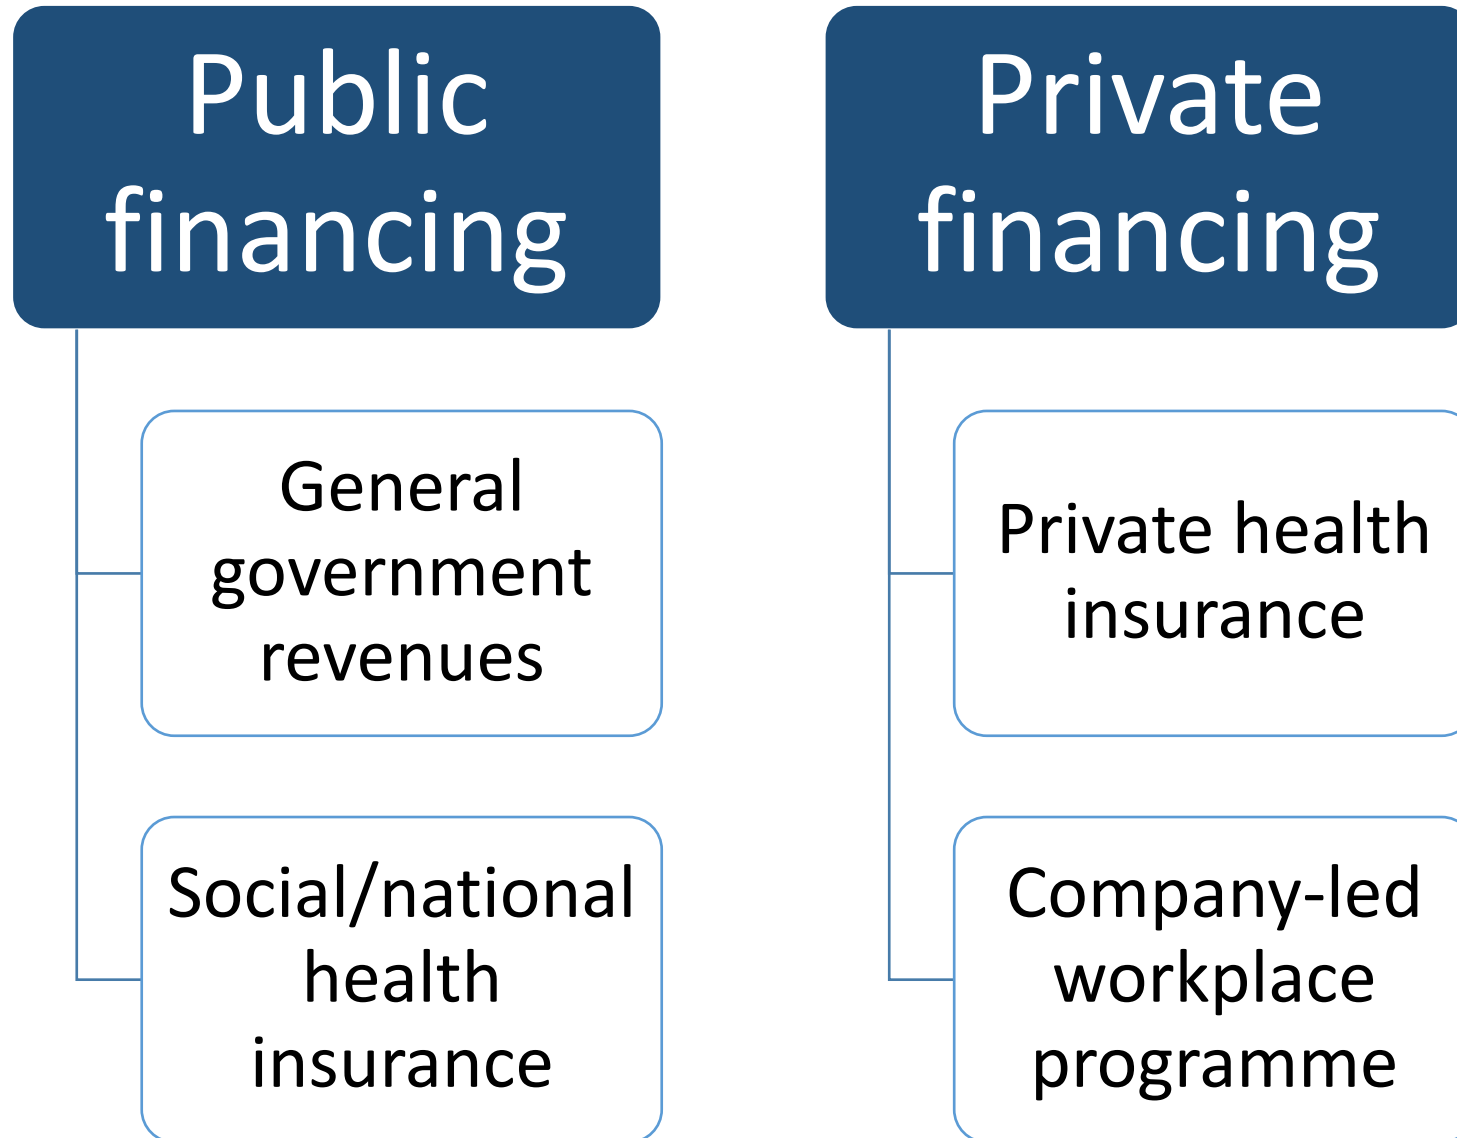 Public
financing
General
government
revenues
Social/national
health
insurance
Private
financing
Private health
insurance
Company-led
workplace
programme